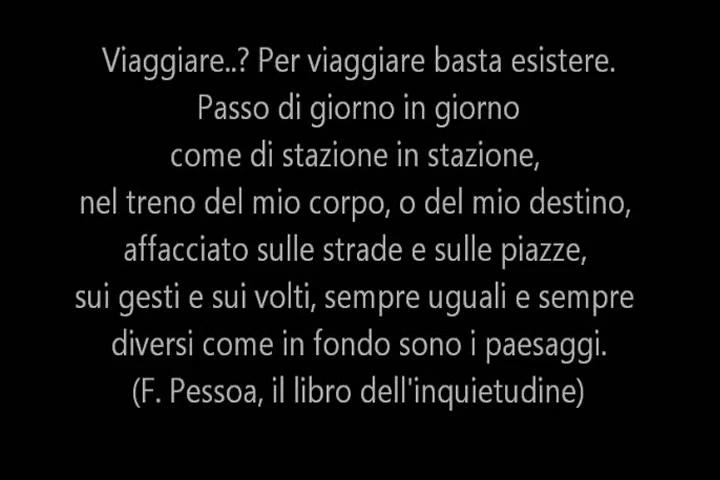 Viaggiare..? Per viaggiare basta esistere.
Passo di giorno in giorno
come di stazione in stazione,
nel treno del mio corpo, o del mio destino,
affacciato sulle strade e sulle piazze,
sui gesti e sui volti, sempre uguali e sempre
diversi come in fondo sono i paesaggi.
(F. Pessoa, il libro dell'inquietudine)